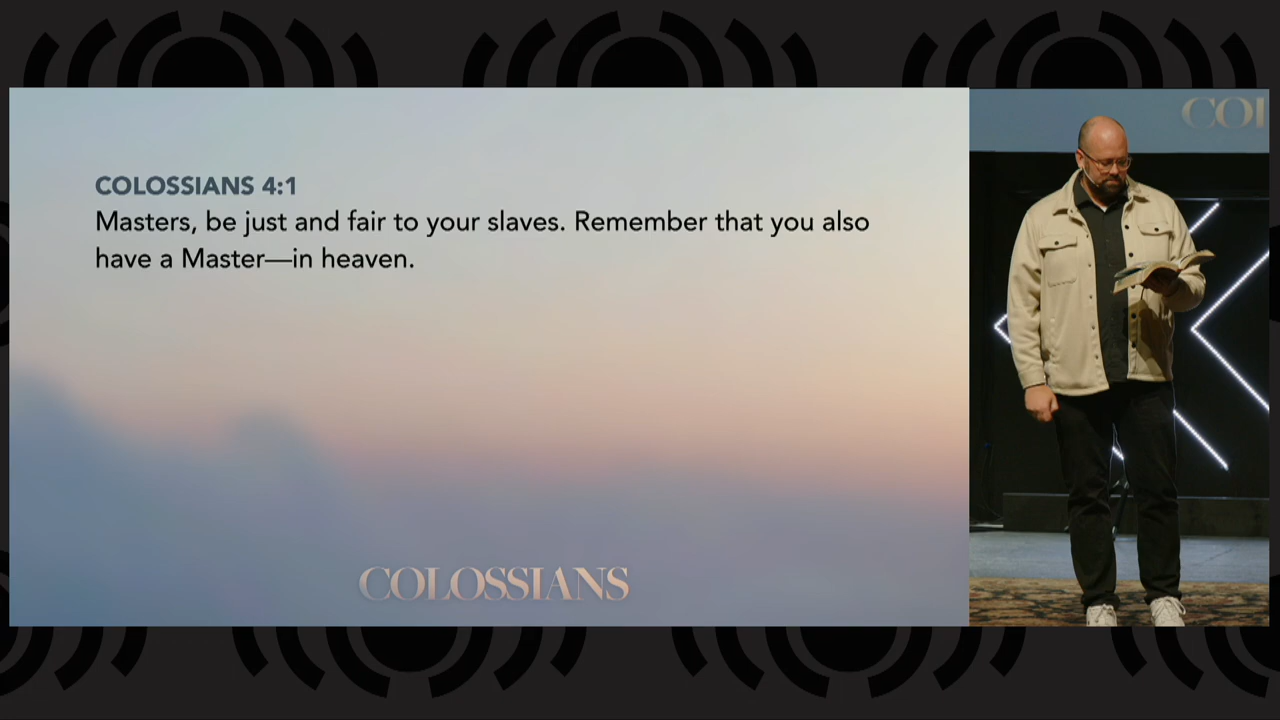 COLOSSIANS 4:1
Masters, be just and fair to your slaves. Remember that you also
have a Master—in heaven.
COLOSSIANS
COL